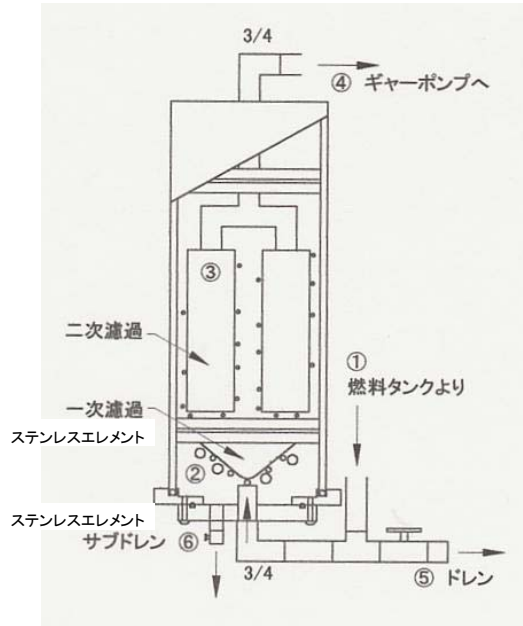 3/4
④ ギャーポンプへ
③
二次濾過
①
燃料タンクより
一次濾過
ステンレスエレメント
②
ステンレスエレメント
サブドレン ⑥
3/4
⑤ ドレン